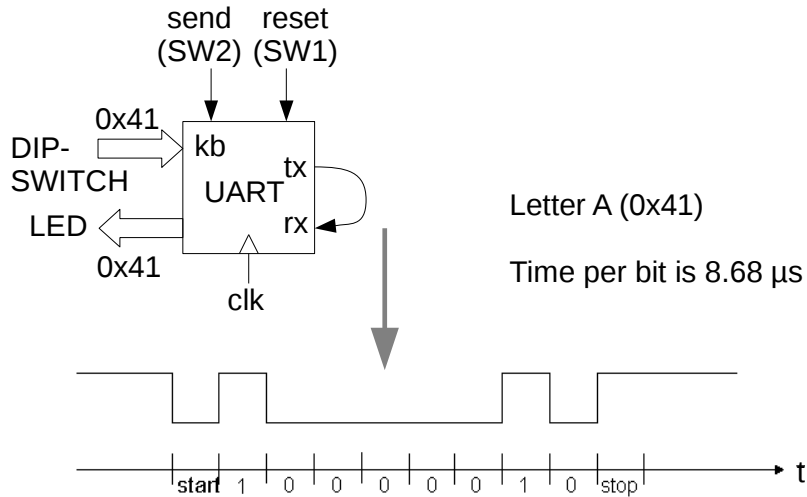 send reset
(SW2) (SW1)
0x41
DIP-
SWITCH
kb
tx
UART
LED
rx
0x41
clk
Letter A (0x41)
Time per bit is 8.68 µs
t
start 1 0 0 0 0 0 1 0 stop